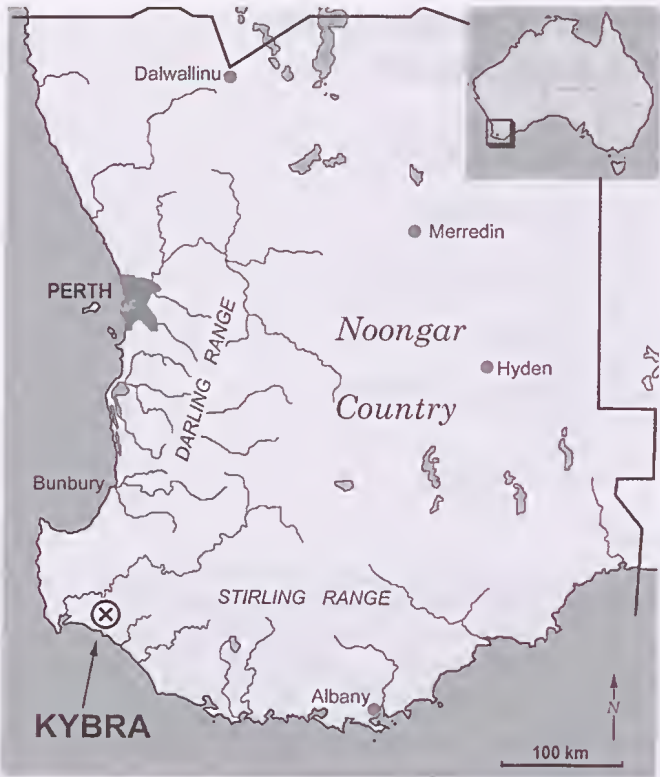 Dalwallinu
Merredin
PERTH
DARLING RANGE
Noongar
Hyden
Country
Bunbury
STIRLING RANGE
KYBRA
Albany
N
100 km